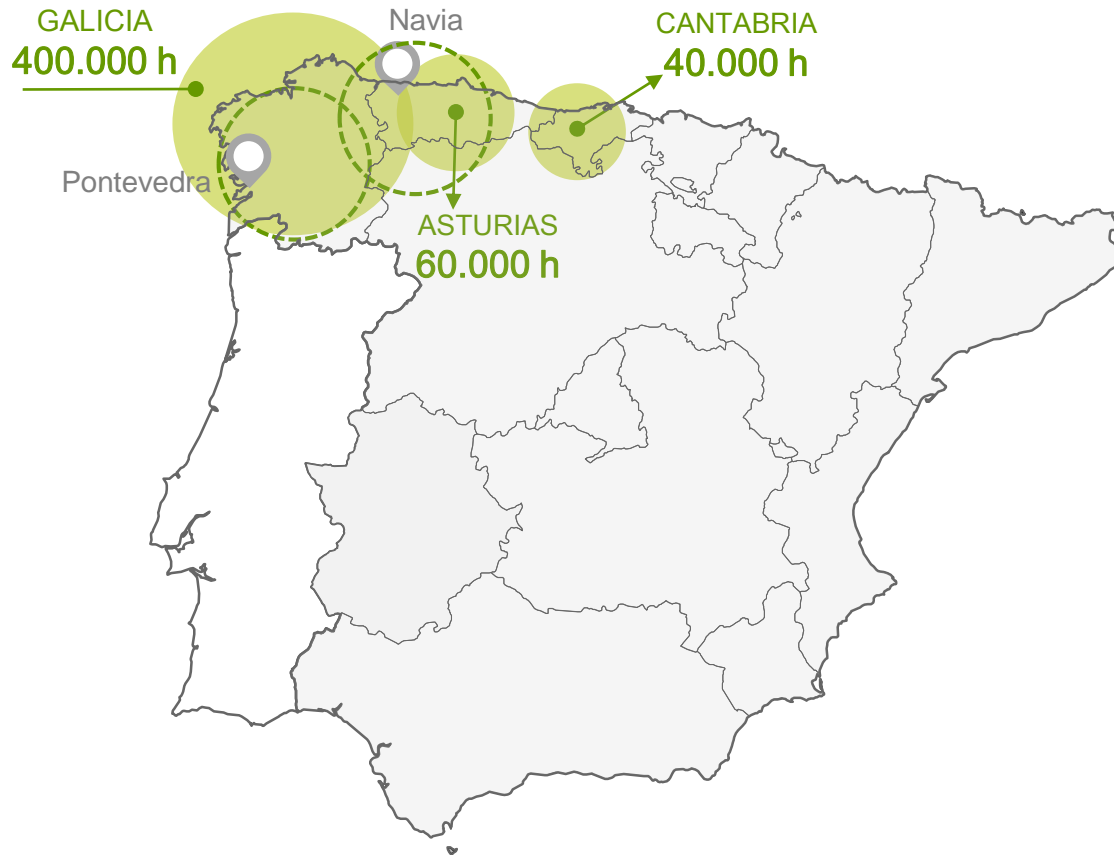 GALICIA
400.000 h
Navia
CANTABRIA
40.000 h
Pontevedra
ASTURIAS
60.000 h